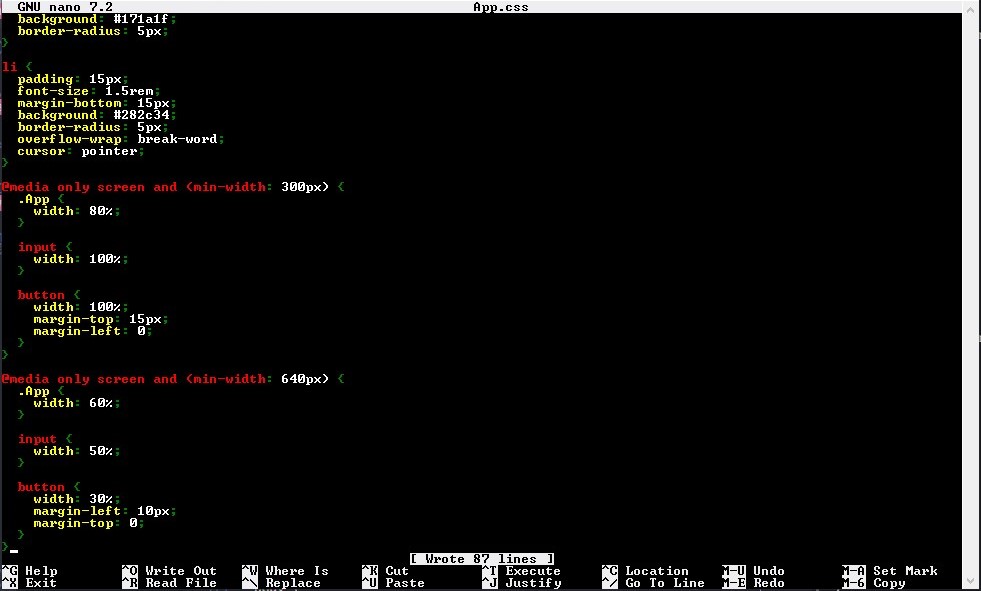 GNU nano 7.2 App.css
background: #171a1f;
border-radius: 5px;
}
li {
padding: 15px;
font-size: 1.5rem;
margin-bottom: 15px;
background: #282c34;
border-radius: 5px;
overflow-wrap: break-word;
cursor: pointer;
}
@media only screen and (min-width: 300px) {
.App {
width: 80%;
}
input {
width: 100%;
}
button {
width: 100%;
margin-top: 15px;
margin-left: 0;
}
}
@media only screen and (min-width: 640px) {
.App {
width: 60%;
}
input {
width: 50%;
}
button {
width: 30%;
margin-left: 10px;
margin-top: 0;
}
}
[ Wrote 87 lines ]
^G Help ^O Write Out ^W Where Is ^K Cut ^T Execute ^C Location M-U Undo M-A Set Mark
^X Exit ^R Read File ^\ Replace ^U Paste ^J Justify ^/ Go To Line M-E Redo M-6 Copy